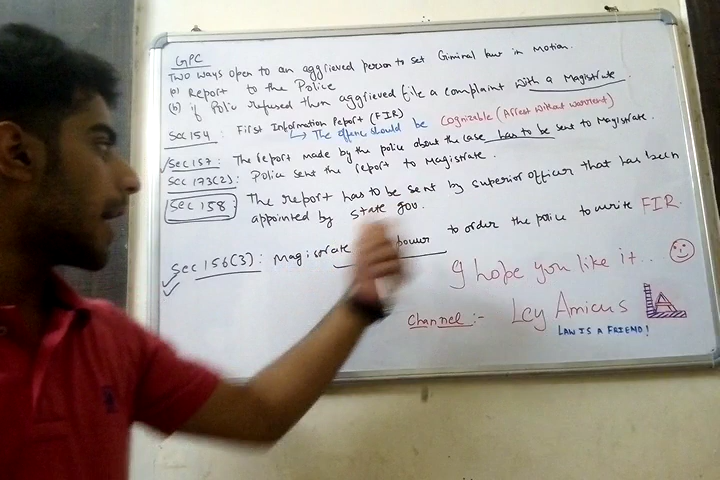 CPC
TWO ways open to an aggrieved person to set Criminal law in Motion.
(a) Report to the Police
(b) if Police refused then aggrieved file a complaint with a Magistrate.
Sec 154 : First Information Report (FIR)
↳ The offense should be Cognizable (Arrest without warrent)
Sec 157 : The report made by the police about the case has to be sent to Magistrate.
Sec 173(2) : Police sent the report to Magistrate.
Sec 158 : The report has to be sent by superior officer that has been
appointed by state gov.
Sec 156(3) : Magistrate power to order the police to write FIR.
I hope you like it...
Channel :- Ley Amicus LA
LAW IS A FRIEND!